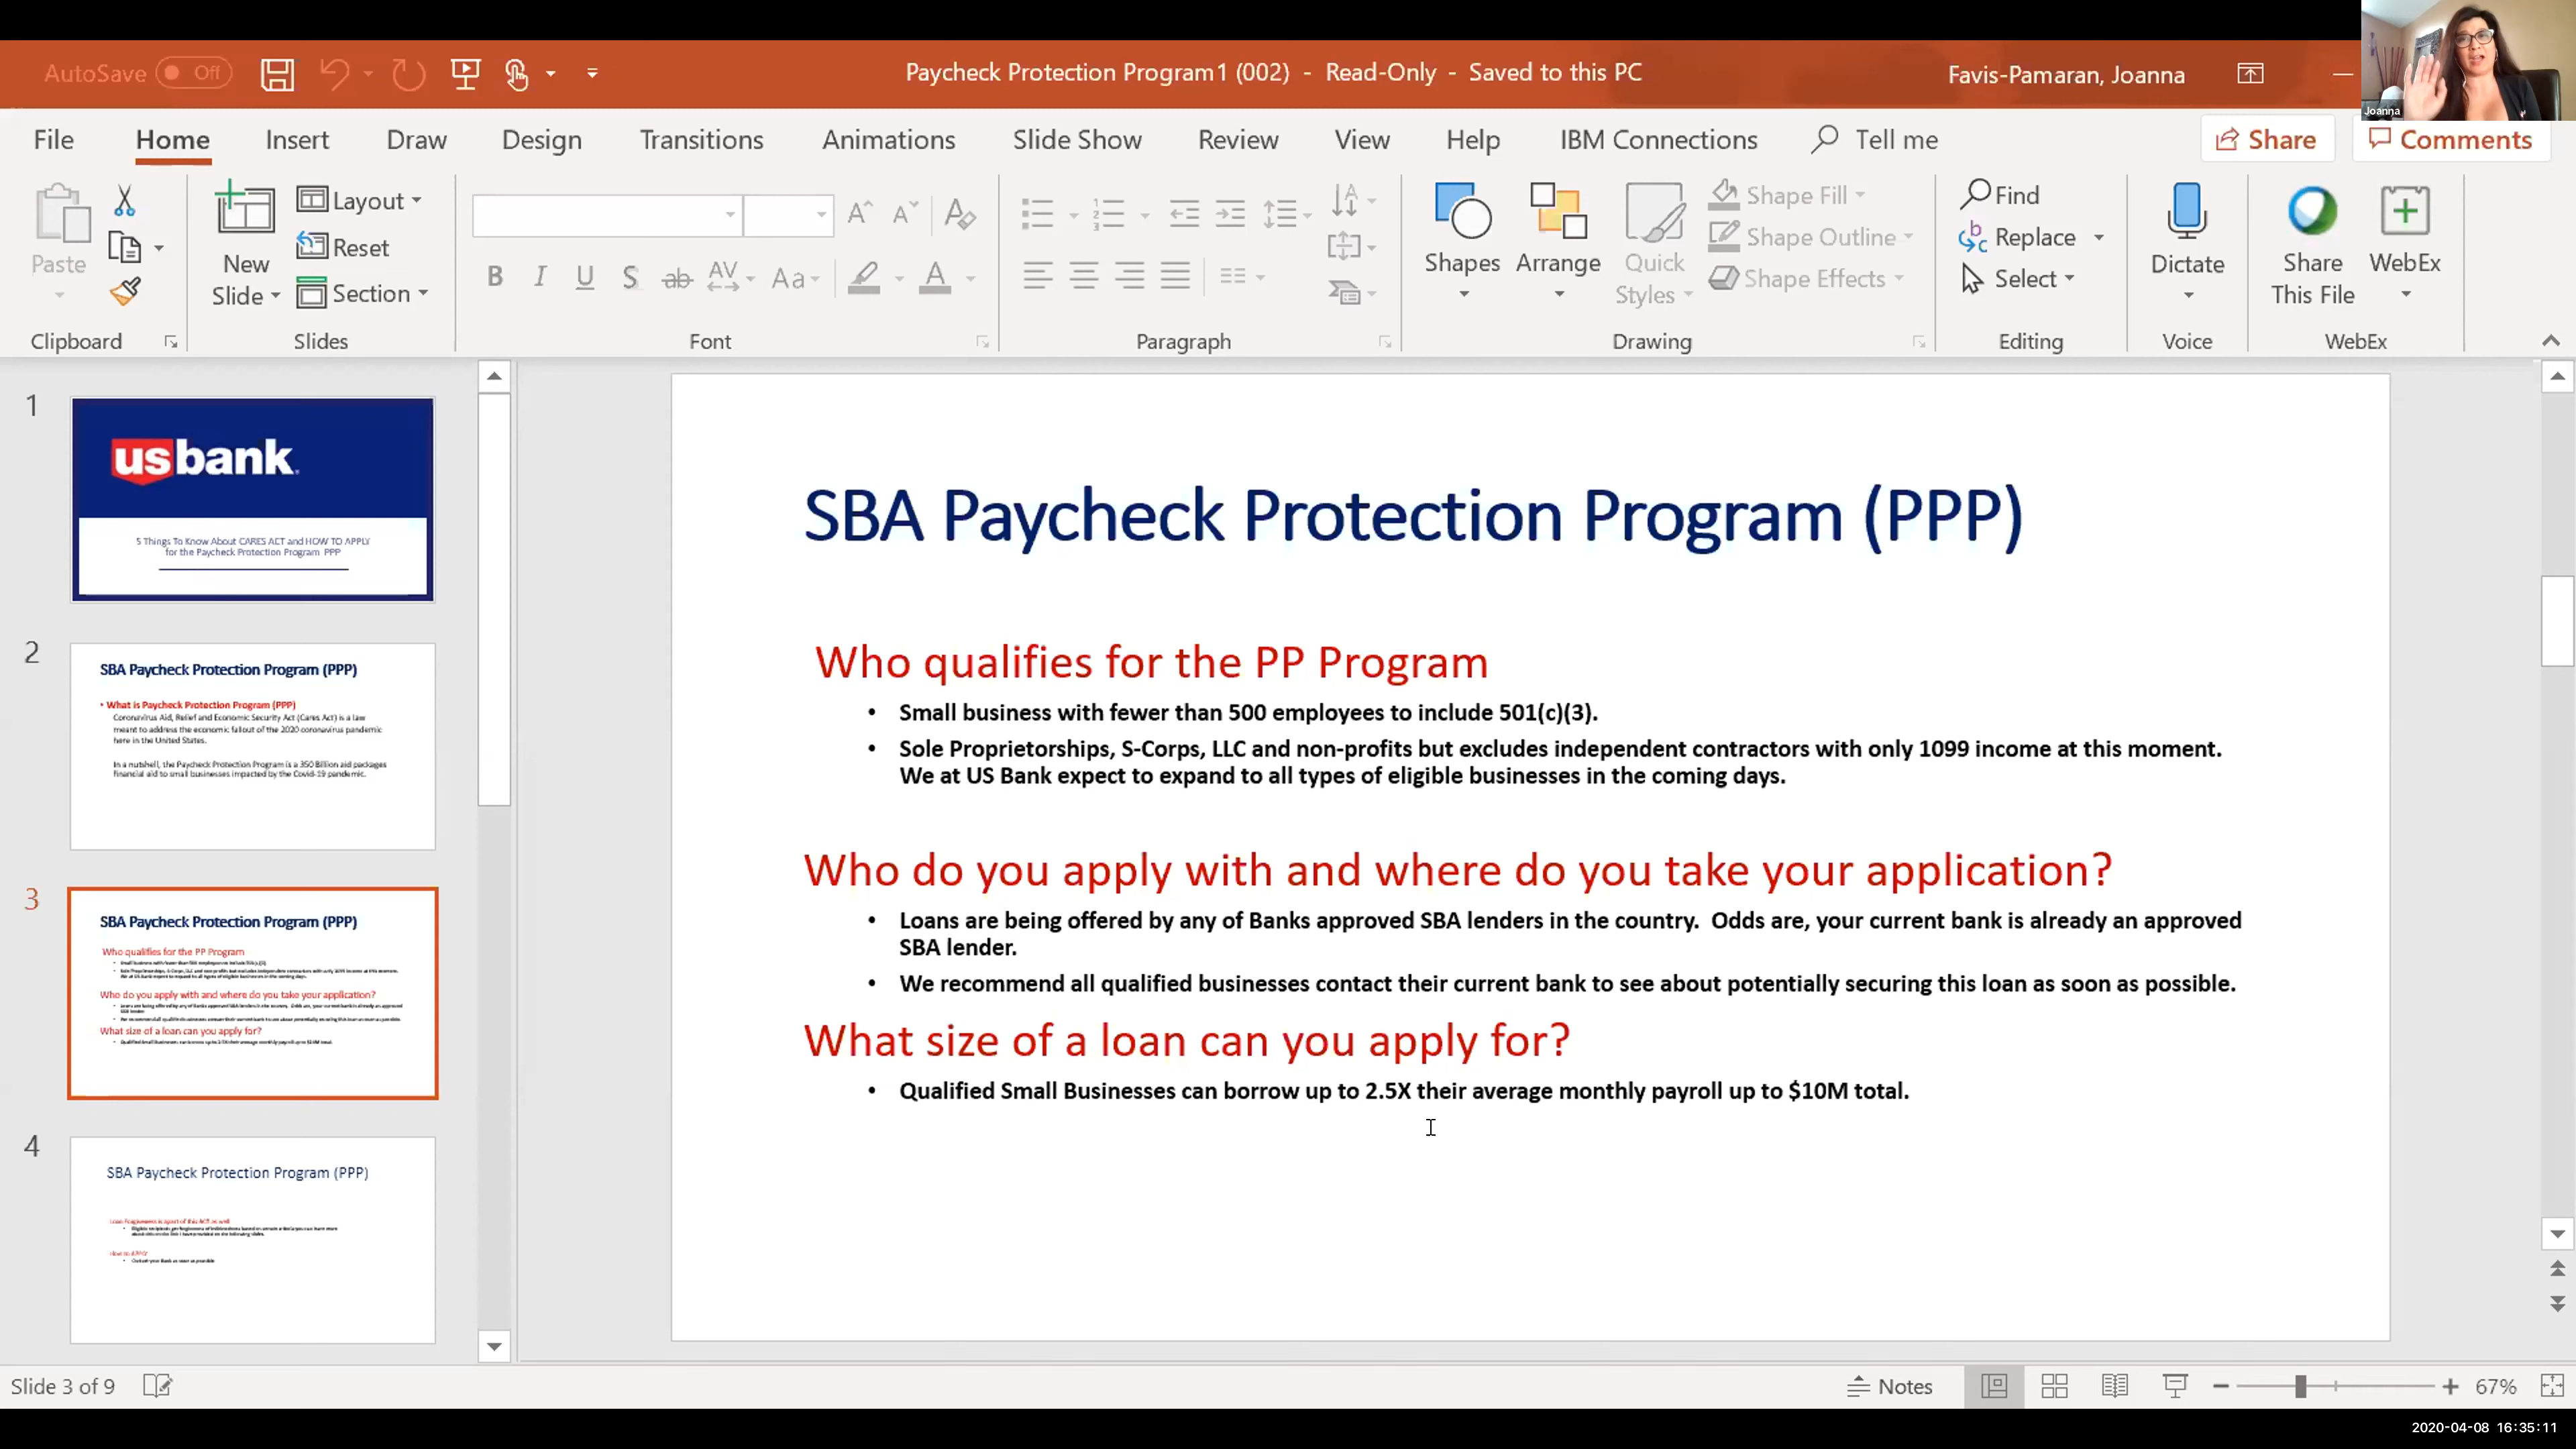 AutoSave Off
Paycheck Protection Program1 (002) - Read-Only - Saved to this PC
Favis-Pamaran, Joanna
Joanna
File Home Insert Draw Design Transitions Animations Slide Show Review View Help IBM Connections Tell me
Share Comments
Paste
New Slide
Layout
Reset
Section
B I U S ab AV Aa A
Shapes
Arrange
Quick Styles
Shape Fill
Shape Outline
Shape Effects
Find
Replace
Select
Dictate
Share This File
WebEx
Clipboard Slides Font Paragraph Drawing Editing Voice WebEx
1
usbank.
5 Things To Know About CARES ACT and HOW TO APPLY
for the Paycheck Protection Program PPP
2
SBA Paycheck Protection Program (PPP)
• What is Paycheck Protection Program (PPP)
Coronavirus Aid, Relief and Economic Security Act (Cares Act) is a law
meant to address the economic fallout of the 2020 coronavirus pandemic
here in the United States.
In a nutshell, the Paycheck Protection Program is a 350 Billion aid packages
financial aid to small businesses impacted by the Covid-19 pandemic.
3
SBA Paycheck Protection Program (PPP)
Who qualifies for the PP Program
Who do you apply with and where do you take your application?
What size of a loan can you apply for?
4
SBA Paycheck Protection Program (PPP)
SBA Paycheck Protection Program (PPP)
Who qualifies for the PP Program
• Small business with fewer than 500 employees to include 501(c)(3).
• Sole Proprietorships, S-Corps, LLC and non-profits but excludes independent contractors with only 1099 income at this moment.
We at US Bank expect to expand to all types of eligible businesses in the coming days.
Who do you apply with and where do you take your application?
• Loans are being offered by any of Banks approved SBA lenders in the country. Odds are, your current bank is already an approved
SBA lender.
• We recommend all qualified businesses contact their current bank to see about potentially securing this loan as soon as possible.
What size of a loan can you apply for?
• Qualified Small Businesses can borrow up to 2.5X their average monthly payroll up to $10M total.
Slide 3 of 9
Notes
67%
2020-04-08 16:35:11